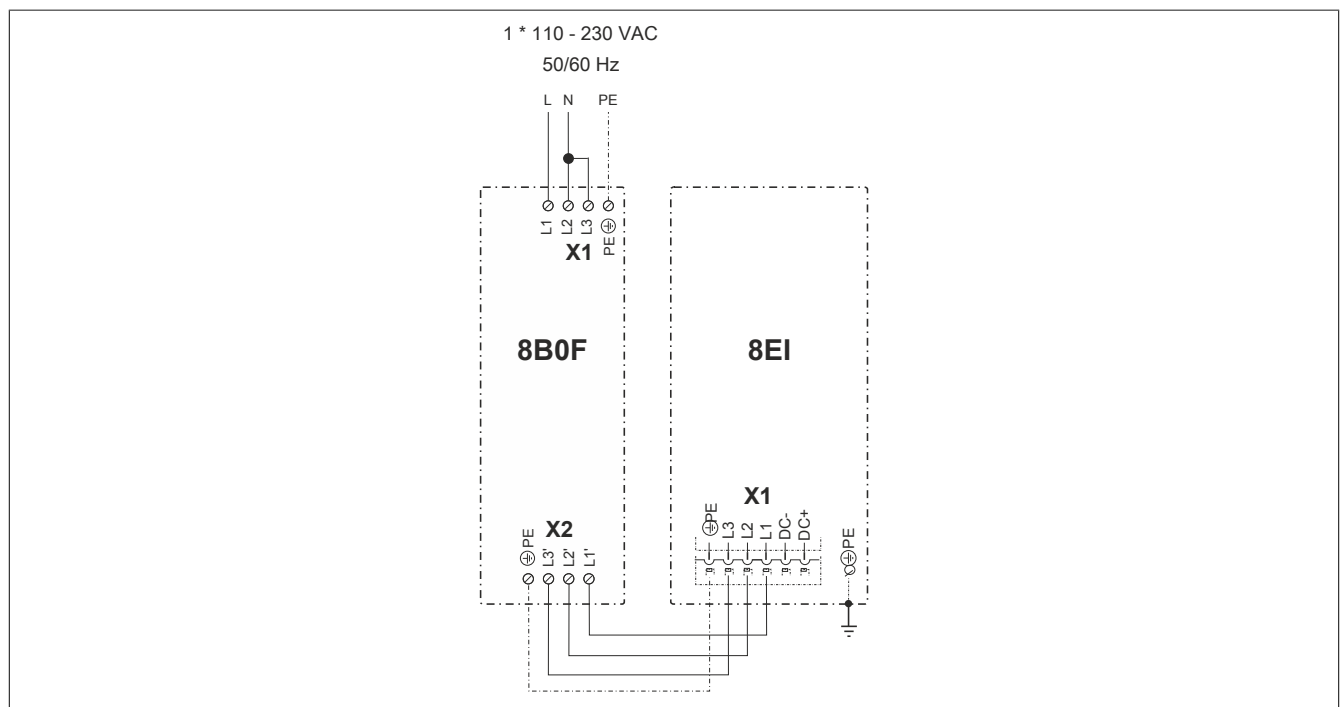 1 * 110 - 230 VAC
50/60 Hz
L N PE
L1 L2 L3 PE
X1
8B0F
8EI
X1
PE L3 L2 L1 DC- DC+
PE
X2
PE L3' L2' L1'